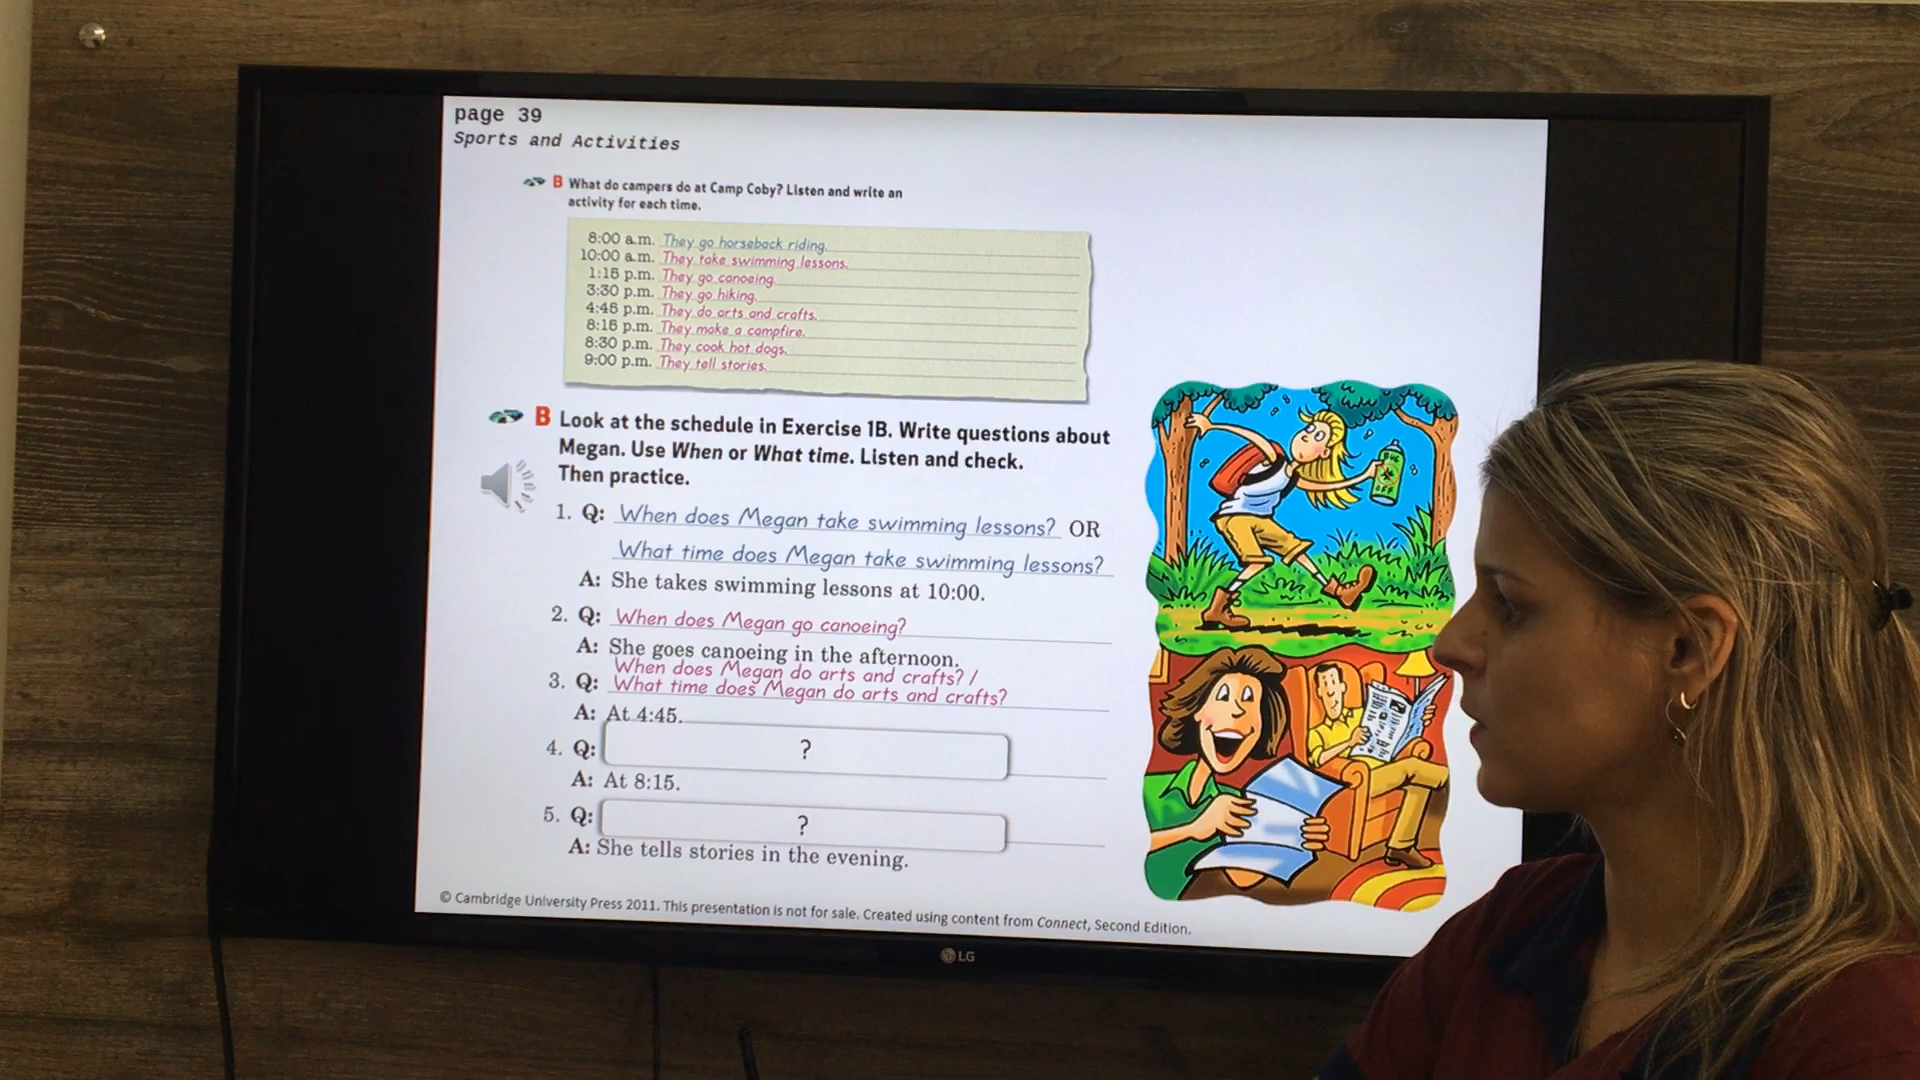 page 39
Sports and Activities
B What do campers do at Camp Coby? Listen and write an
activity for each time.
8:00 a.m. They go horseback riding.
10:00 a.m. They take swimming lessons.
1:15 p.m. They go canoeing.
3:30 p.m. They go hiking.
4:45 p.m. They do arts and crafts.
8:15 p.m. They make a campfire.
8:30 p.m. They cook hot dogs.
9:00 p.m. They tell stories.
B Look at the schedule in Exercise 1B. Write questions about
Megan. Use When or What time. Listen and check.
Then practice.
1. Q: When does Megan take swimming lessons? OR
What time does Megan take swimming lessons?
A: She takes swimming lessons at 10:00.
2. Q: When does Megan go canoeing?
A: She goes canoeing in the afternoon.
When does Megan do arts and crafts? /
3. Q: What time does Megan do arts and crafts?
A: At 4:45.
4. Q: ?
A: At 8:15.
5. Q: ?
A: She tells stories in the evening.
BUG
OFF
© Cambridge University Press 2011. This presentation is not for sale. Created using content from Connect, Second Edition.
LG